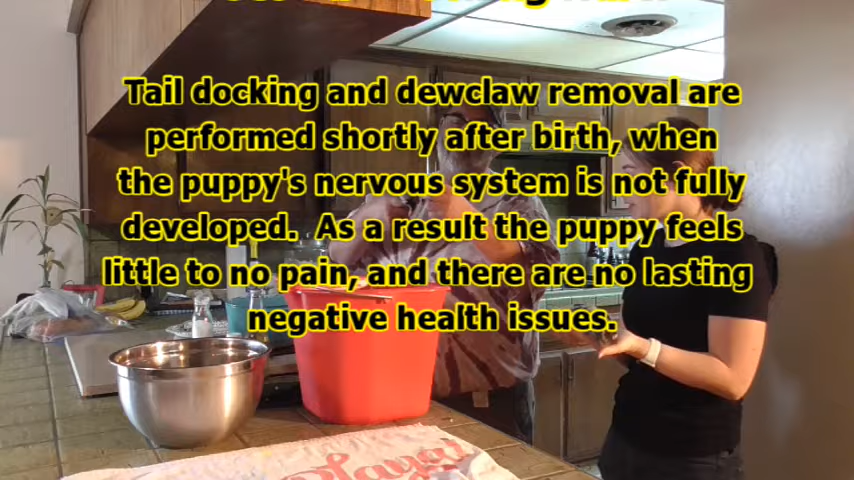 Tail docking and dewclaw removal are
performed shortly after birth, when
the puppy's nervous system is not fully
developed. As a result the puppy feels
little to no pain, and there are no lasting
negative health issues.
Playa